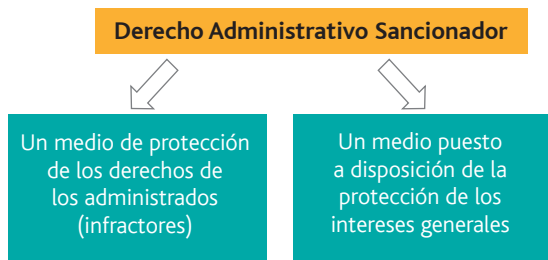 Derecho Administrativo Sancionador
Un medio de protección
de los derechos de
los administrados
(infractores)
Un medio puesto
a disposición de la
protección de los
intereses generales